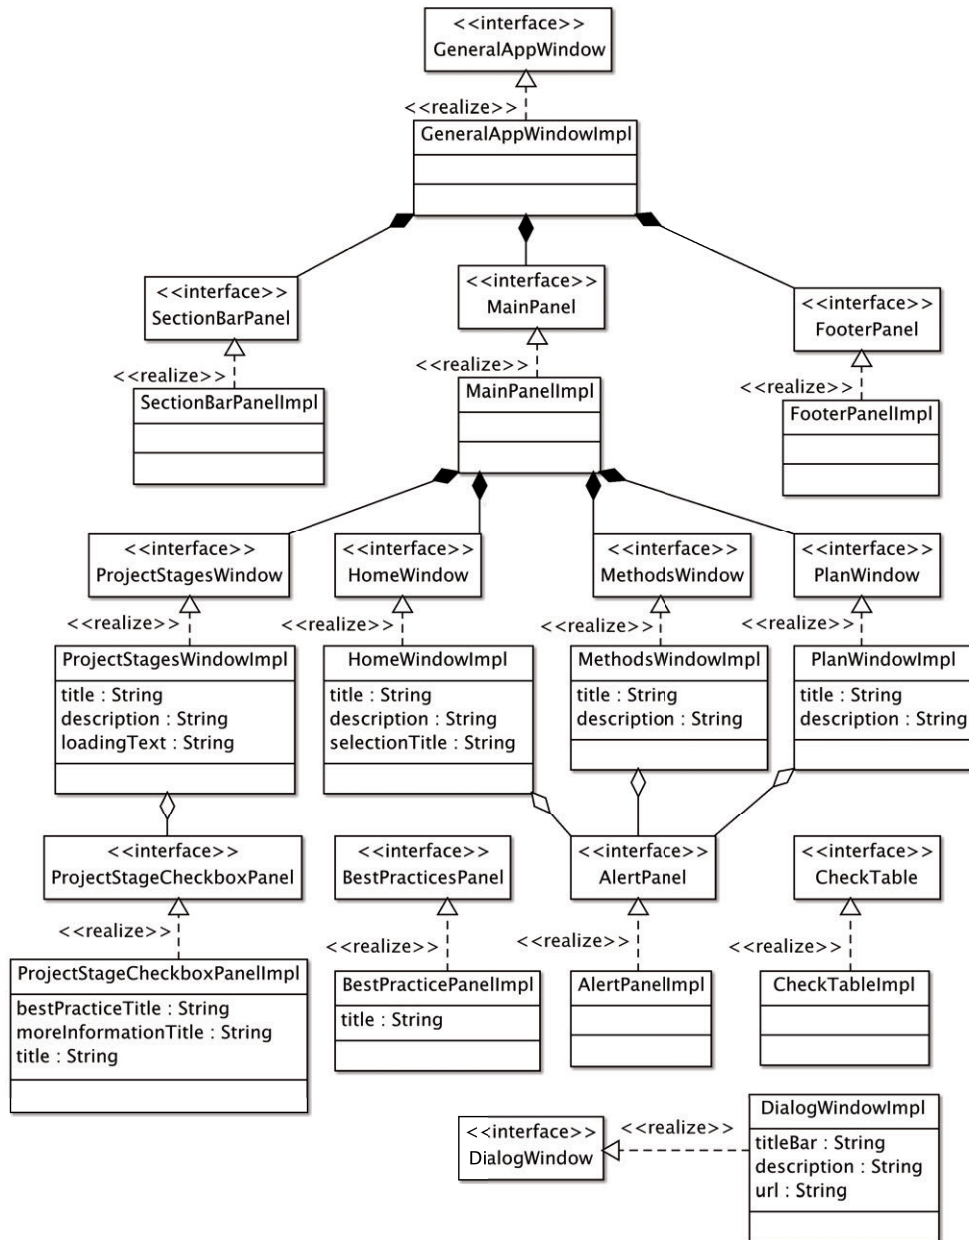 <<interface>>
GeneralAppWindow
<<realize>>
GeneralAppWindowImpl
<<interface>>
SectionBarPanel
<<interface>>
MainPanel
<<interface>>
FooterPanel
<<realize>>
<<realize>>
<<realize>>
SectionBarPanelImpl
MainPanelImpl
FooterPanelImpl
<<interface>>
ProjectStagesWindow
<<interface>>
HomeWindow
<<interface>>
MethodsWindow
<<interface>>
PlanWindow
<<realize>>
<<realize>>
<<realize>>
<<realize>>
ProjectStagesWindowImpl
title : String
description : String
loadingText : String
HomeWindowImpl
title : String
description : String
selectionTitle : String
MethodsWindowImpl
title : String
description : String
PlanWindowImpl
title : String
description : String
<<interface>>
ProjectStageCheckboxPanel
<<interface>>
BestPracticesPanel
<<interface>>
AlertPanel
<<interface>>
CheckTable
<<realize>>
<<realize>>
<<realize>>
<<realize>>
ProjectStageCheckboxPanelImpl
bestPracticeTitle : String
moreInformationTitle : String
title : String
BestPracticePanelImpl
title : String
AlertPanelImpl
CheckTableImpl
<<interface>>
DialogWindow
<<realize>>
DialogWindowImpl
titleBar : String
description : String
url : String